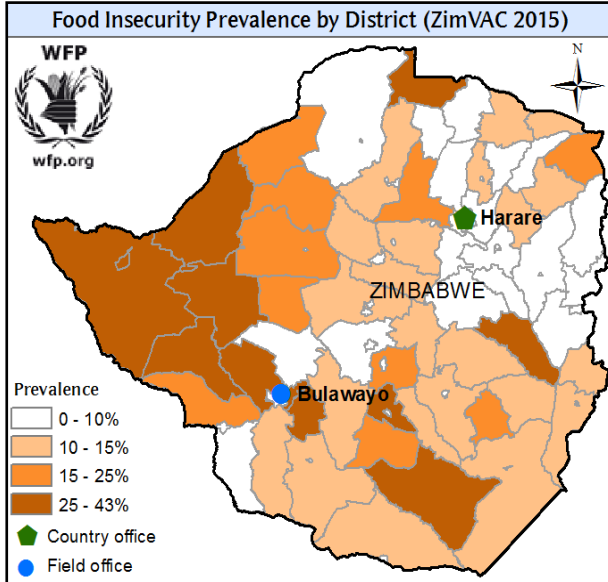 Food Insecurity Prevalence by District (ZimVAC 2015)
WFP
wfp.org
N
Harare
ZIMBABWE
Bulawayo
Prevalence
0 - 10%
10 - 15%
15 - 25%
25 - 43%
Country office
Field office